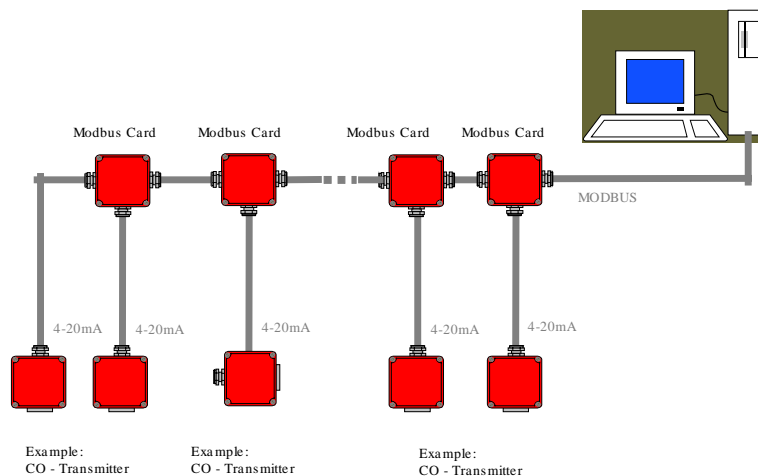 Modbus Card
Modbus Card
Modbus Card
Modbus Card
MODBUS
4-20mA
4-20mA
4-20mA
4-20mA
4-20mA
Example:
CO - Transmitter
Example:
CO - Transmitter
Example:
CO - Transmitter